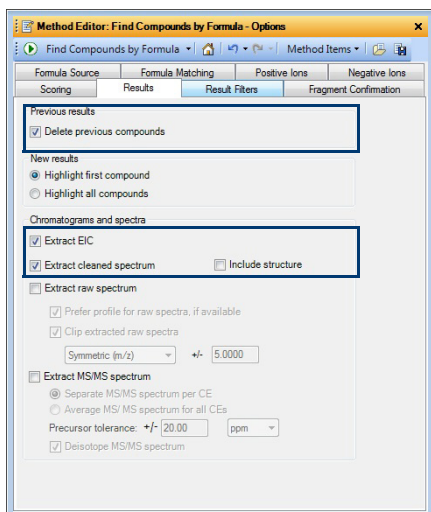 Method Editor: Find Compounds by Formula - Options
Find Compounds by Formula Method Items
Formula Source Formula Matching Positive Ions Negative Ions
Scoring Results Result Filters Fragment Confirmation
Previous results
Delete previous compounds
New results
Highlight first compound
Highlight all compounds
Chromatograms and spectra
Extract EIC
Extract cleaned spectrum Include structure
Extract raw spectrum
Prefer profile for raw spectra, if available
Clip extracted raw spectra
Symmetric (m/z) +/- 5.0000
Extract MS/MS spectrum
Separate MS/MS spectrum per CE
Average MS/ MS spectrum for all CEs
Precursor tolerance: +/- 20.00 ppm
Deisotope MS/MS spectrum